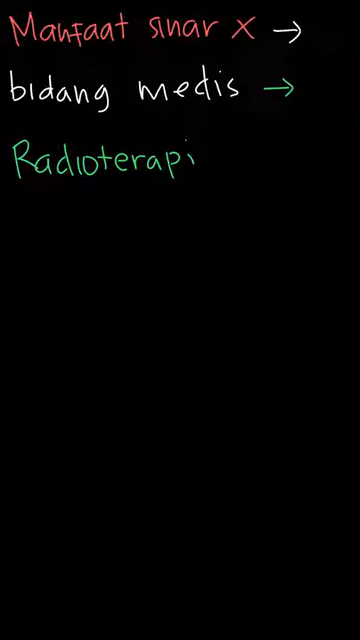 Manfaat sinar X →
bidang medis →
Radioterapi